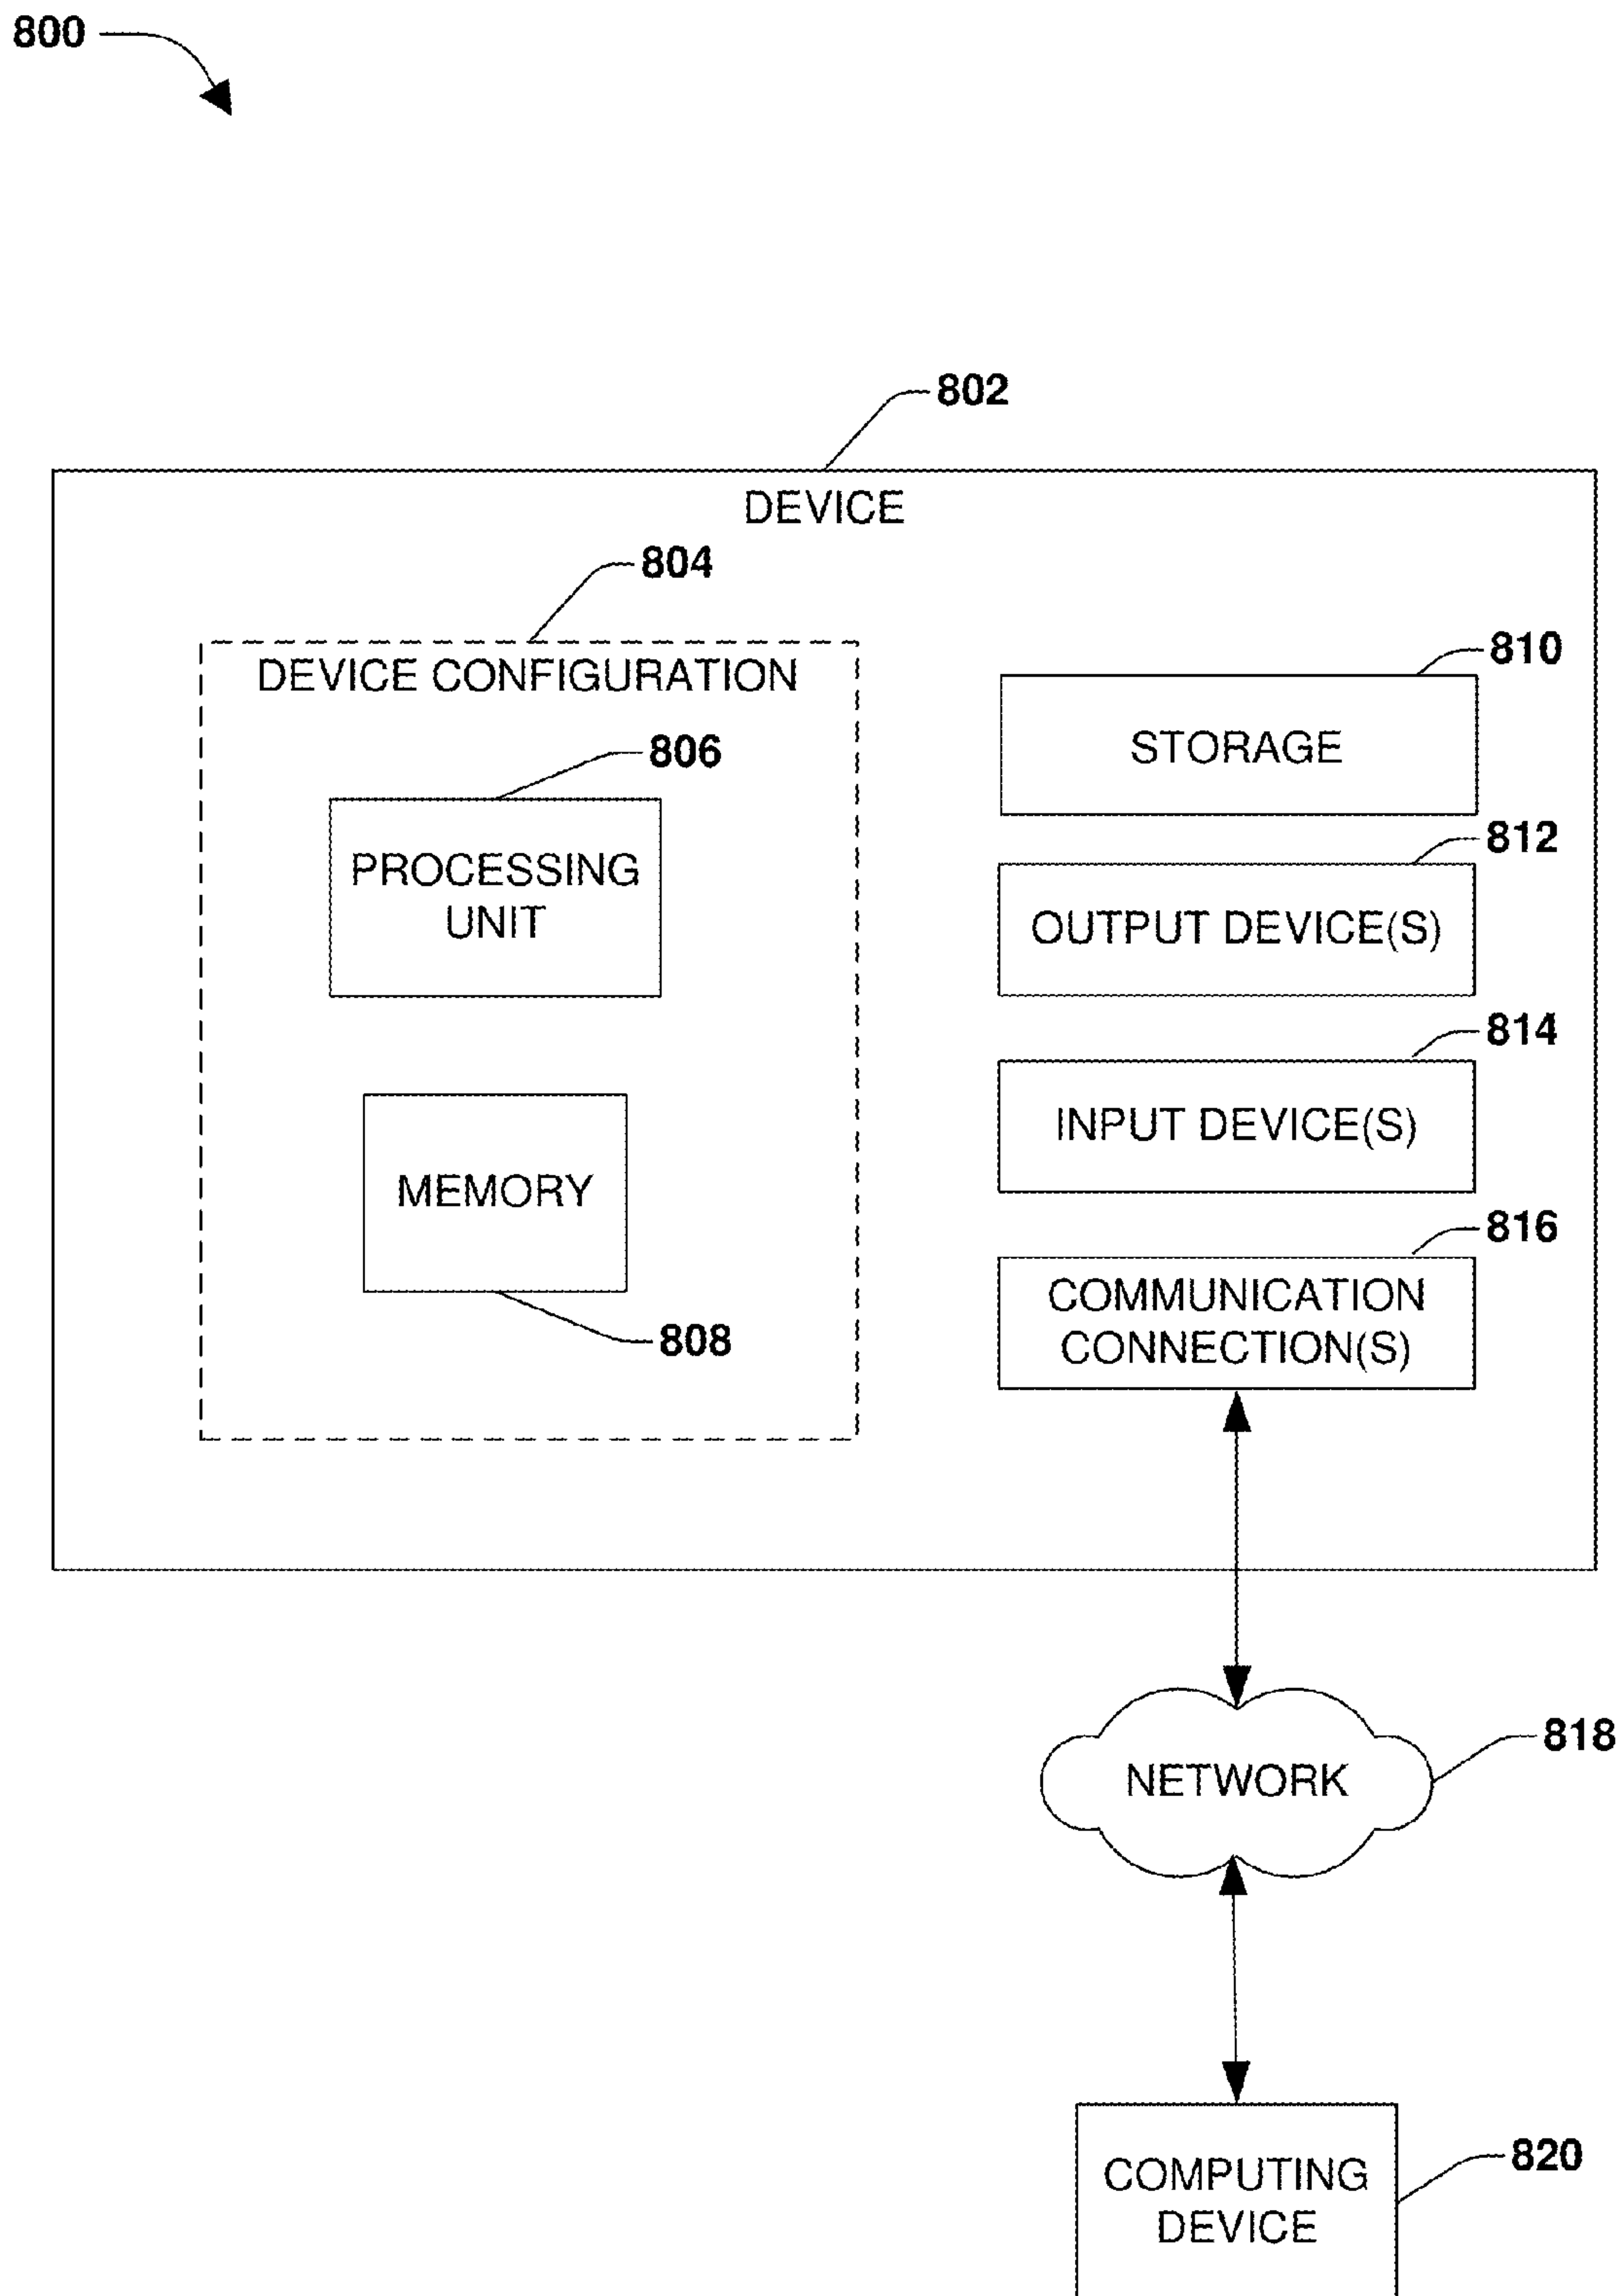 800
802
DEVICE
804
DEVICE CONFIGURATION
810
STORAGE
806
PROCESSING
UNIT
812
OUTPUT DEVICE(S)
814
INPUT DEVICE(S)
MEMORY
808
816
COMMUNICATION
CONNECTION(S)
818
NETWORK
820
COMPUTING
DEVICE